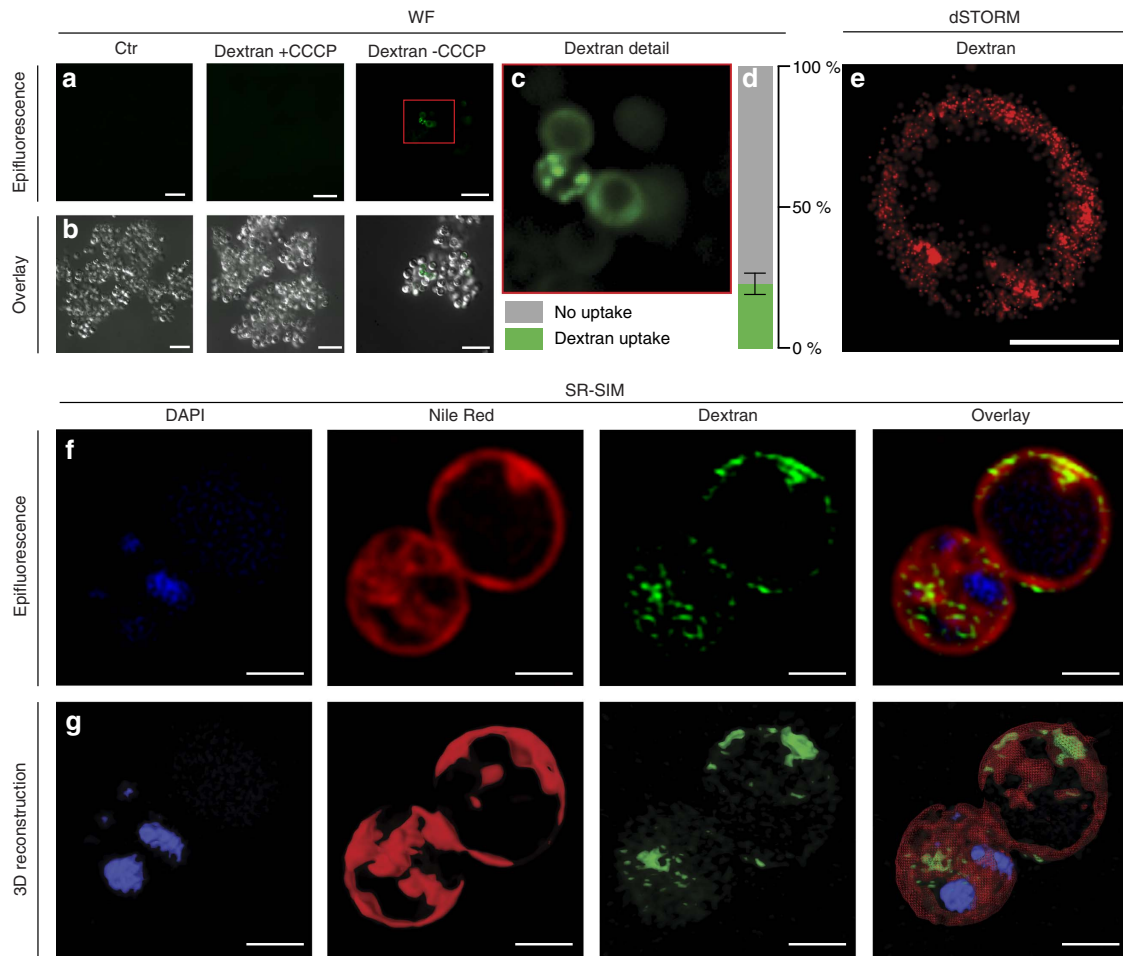 WF
dSTORM
Ctr
Dextran +CCCP
Dextran -CCCP
Dextran detail
Dextran
Epifluorescence
a
c
d
e
100 %
50 %
0 %
Overlay
b
No uptake
Dextran uptake
SR-SIM
DAPI
Nile Red
Dextran
Overlay
Epifluorescence
f
3D reconstruction
g